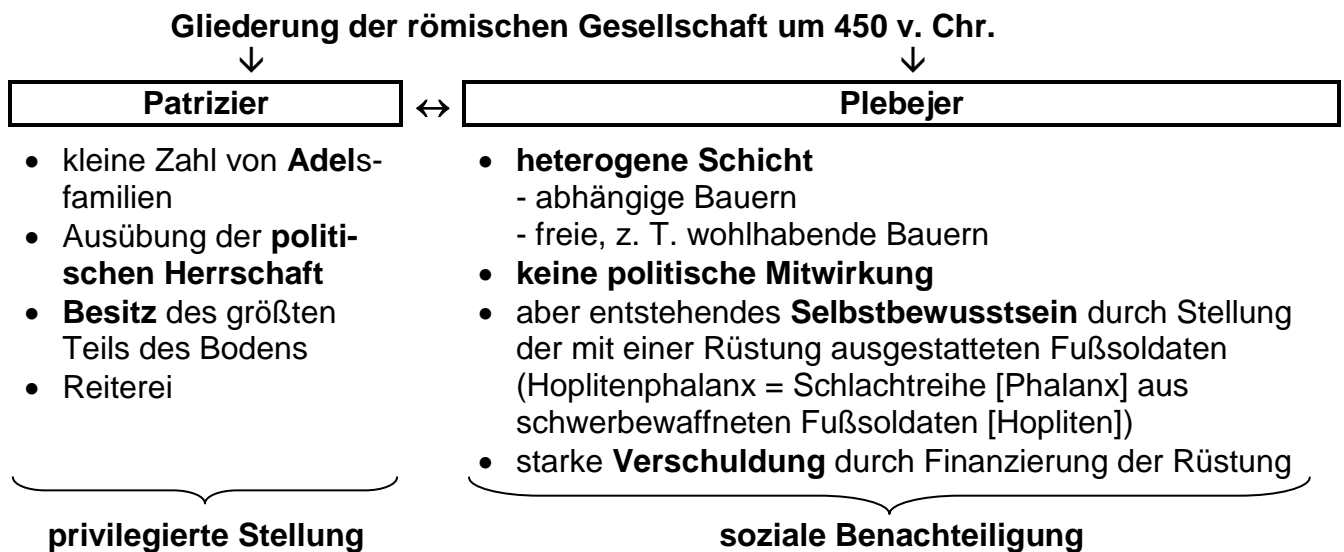 Gliederung der römischen Gesellschaft um 450 v. Chr.
↓ ↓
Patrizier ↔ Plebejer
• kleine Zahl von Adels-
familien
• Ausübung der politi-
schen Herrschaft
• Besitz des größten
Teils des Bodens
• Reiterei
privilegierte Stellung
• heterogene Schicht
- abhängige Bauern
- freie, z. T. wohlhabende Bauern
• keine politische Mitwirkung
• aber entstehendes Selbstbewusstsein durch Stellung
der mit einer Rüstung ausgestatteten Fußsoldaten
(Hoplitenphalanx = Schlachtreihe [Phalanx] aus
schwerbewaffneten Fußsoldaten [Hopliten])
• starke Verschuldung durch Finanzierung der Rüstung
soziale Benachteiligung